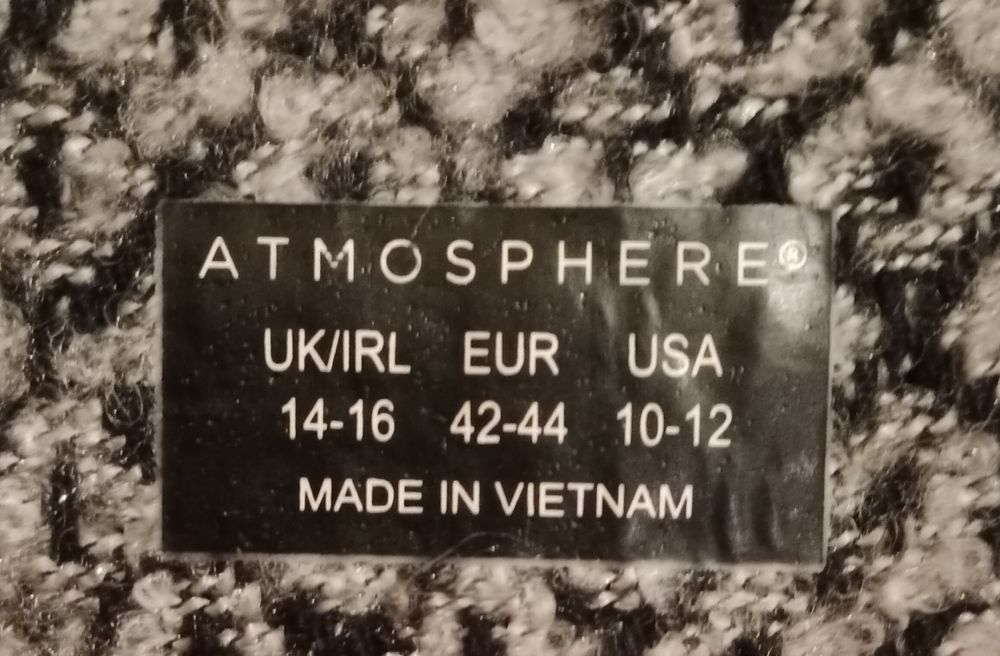 ATMOSPHERE®
UK/IRL EUR USA
14-16 42-44 10-12
MADE IN VIETNAM